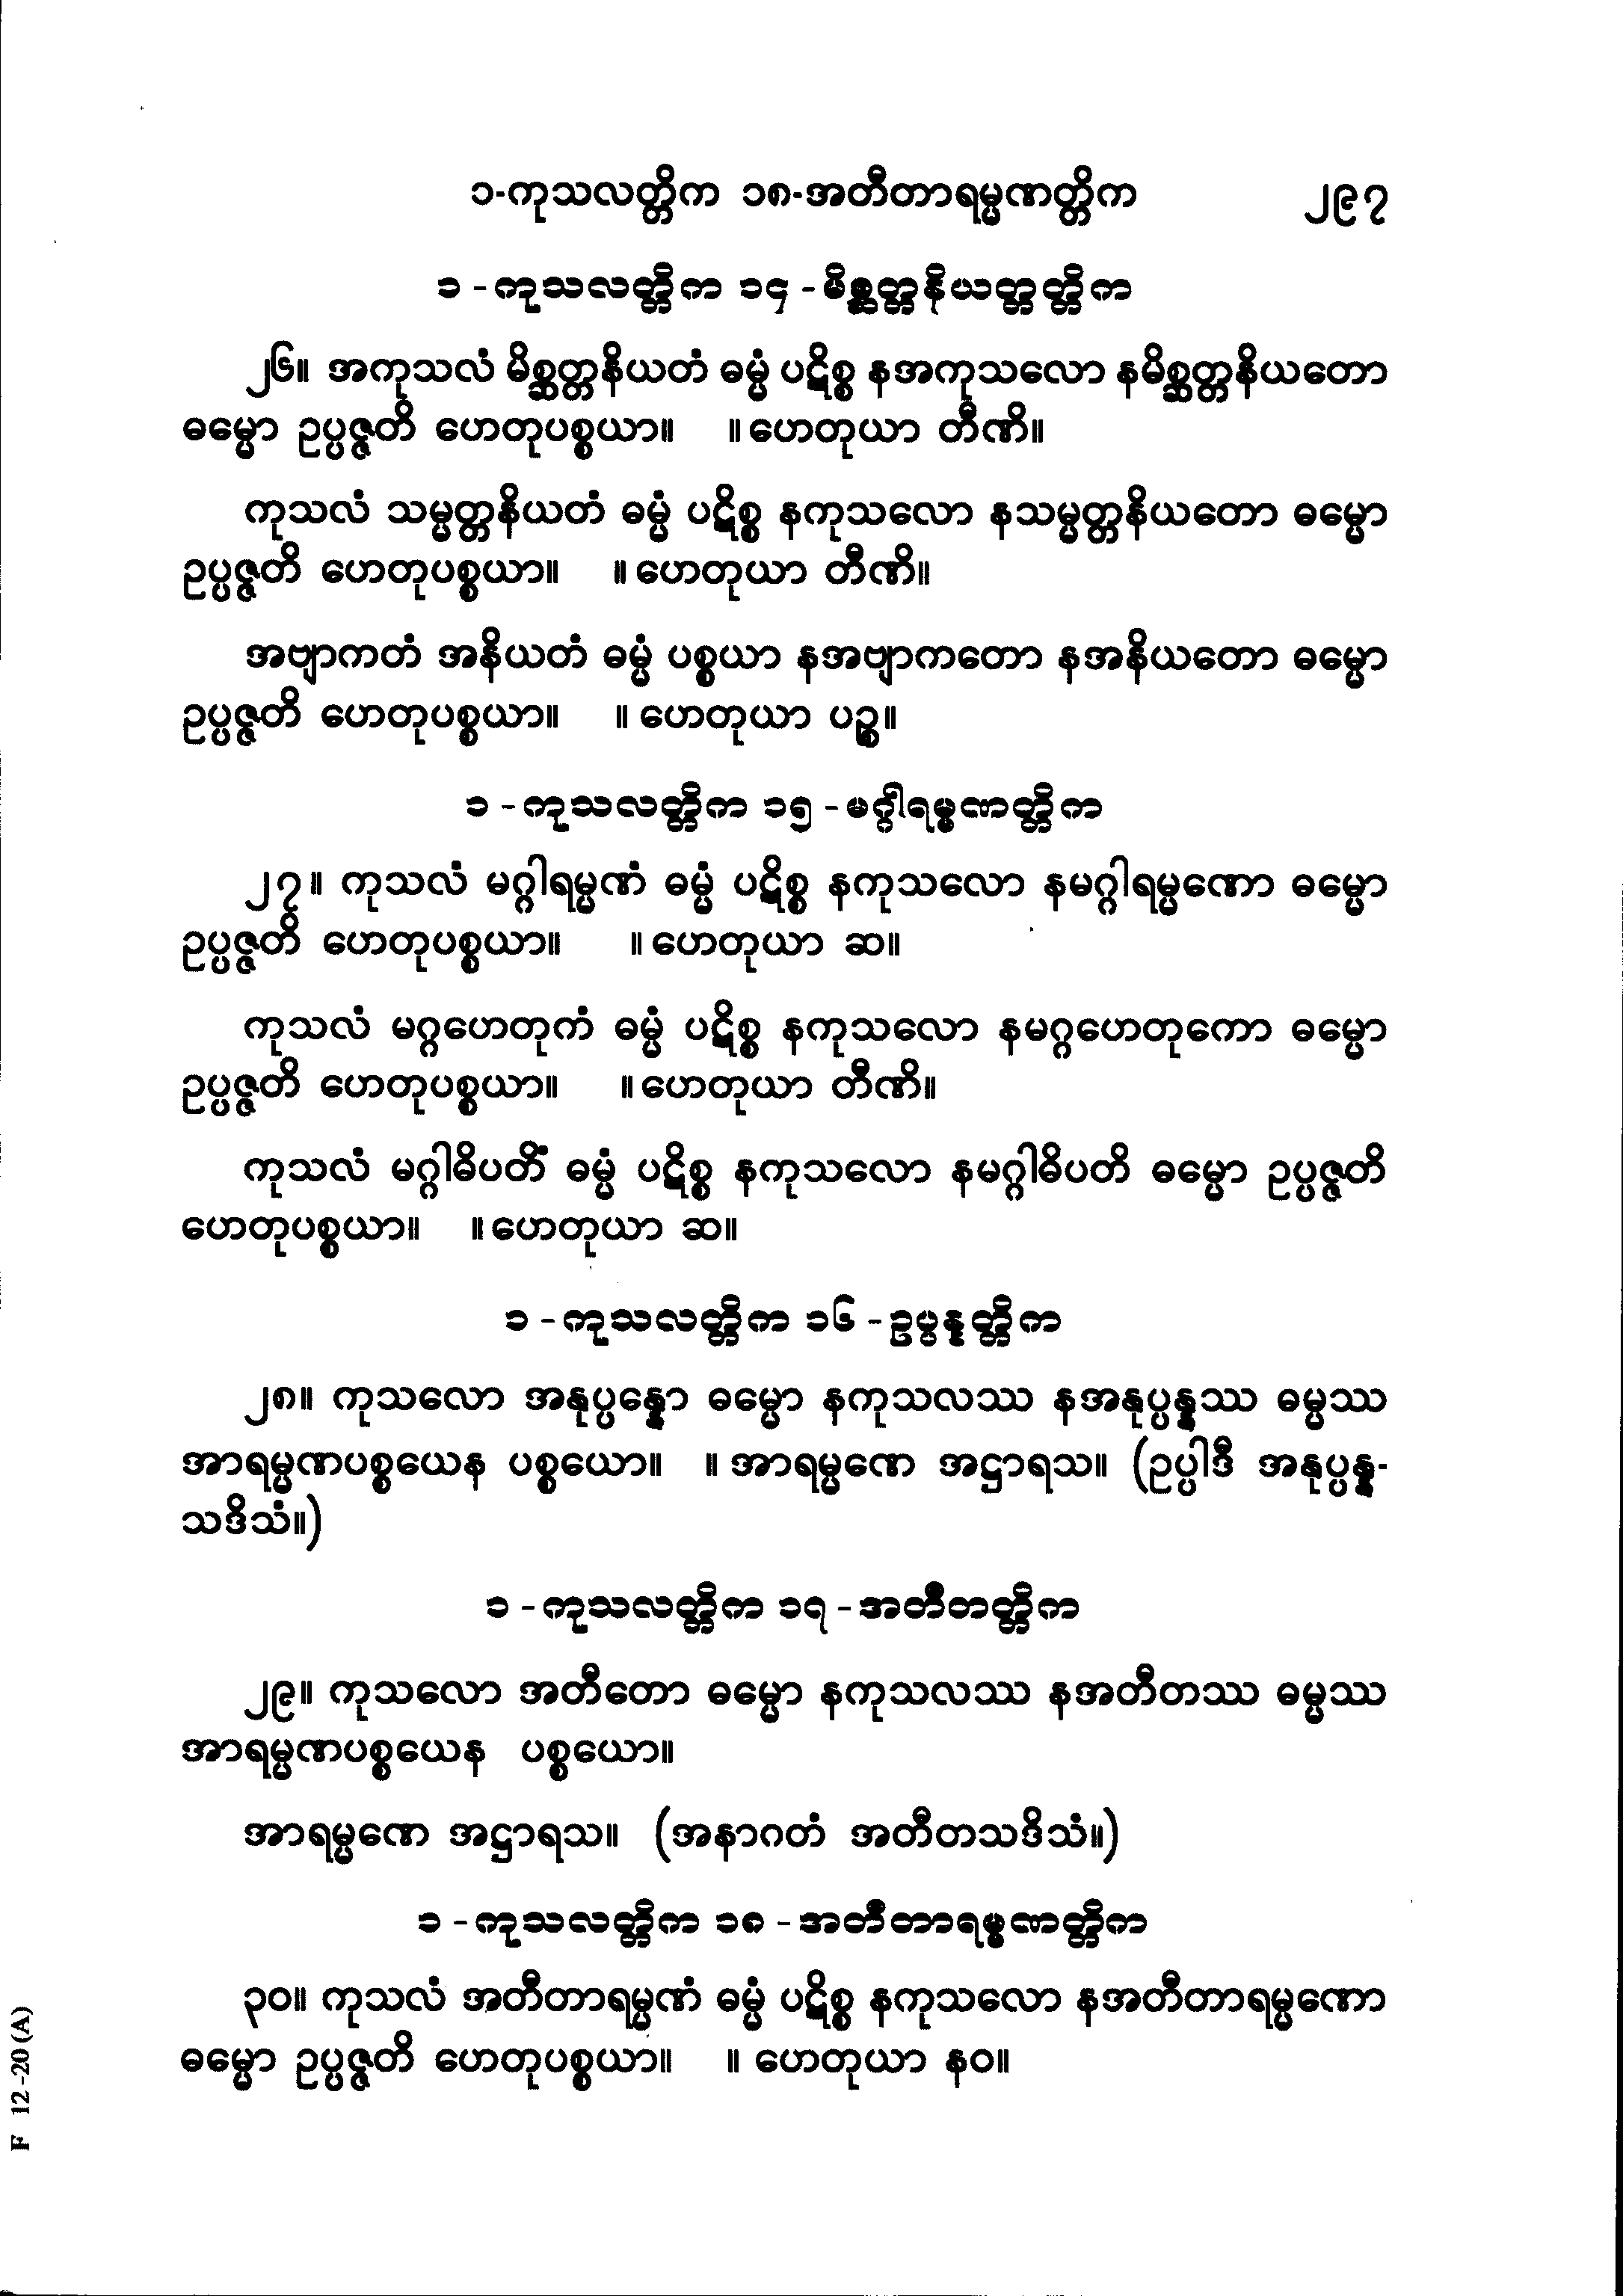 ၁-ကုသလတ္တိက ၁၈-အတီတာရမ္မဏတ္တိက ၂၉၇
၁ - ကုသလတ္တိက ၁၄ - မိစ္ဆတ္တနိယတ္တတ္တိက
၂၆။ အကုသလံ မိစ္ဆတ္တနိယတံ ဓမ္မံ ပဋိစ္စ နအကုသလော နမိစ္ဆတ္တနိယတော
ဓမ္မော ဥပ္ပဇ္ဇတိ ဟေတုပစ္စယာ။ ။ ဟေတုယာ တီဏိ။
ကုသလံ သမ္မတ္တနိယတံ ဓမ္မံ ပဋိစ္စ နကုသလော နသမ္မတ္တနိယတော ဓမ္မော
ဥပ္ပဇ္ဇတိ ဟေတုပစ္စယာ။ ။ ဟေတုယာ တီဏိ။
အဗျာကတံ အနိယတံ ဓမ္မံ ပစ္စယာ နအဗျာကတော နအနိယတော ဓမ္မော
ဥပ္ပဇ္ဇတိ ဟေတုပစ္စယာ။ ။ ဟေတုယာ ပဉ္စ။
၁ - ကုသလတ္တိက ၁၅ - မဂ္ဂါရမ္မဏတ္တိက
၂၇။ ကုသလံ မဂ္ဂါရမ္မဏံ ဓမ္မံ ပဋိစ္စ နကုသလော နမဂ္ဂါရမ္မဏော ဓမ္မော
ဥပ္ပဇ္ဇတိ ဟေတုပစ္စယာ။ ။ ဟေတုယာ ဆ။
ကုသလံ မဂ္ဂဟေတုကံ ဓမ္မံ ပဋိစ္စ နကုသလော နမဂ္ဂဟေတုကော ဓမ္မော
ဥပ္ပဇ္ဇတိ ဟေတုပစ္စယာ။ ။ ဟေတုယာ တီဏိ။
ကုသလံ မဂ္ဂါဓိပတိံ ဓမ္မံ ပဋိစ္စ နကုသလော နမဂ္ဂါဓိပတိ ဓမ္မော ဥပ္ပဇ္ဇတိ
ဟေတုပစ္စယာ။ ။ ဟေတုယာ ဆ။
၁ - ကုသလတ္တိက ၁၆ - ဥပ္ပန္နတ္တိက
၂၈။ ကုသလော အနုပ္ပန္နော ဓမ္မော နကုသလဿ နအနုပ္ပန္နဿ ဓမ္မဿ
အာရမ္မဏပစ္စယေန ပစ္စယော။ ။ အာရမ္မဏေ အဋ္ဌာရသ။ (ဥပ္ပါဒီ အနုပ္ပန္န-
သဒိသံ။)
၁ - ကုသလတ္တိက ၁၇ - အတီတတ္တိက
၂၉။ ကုသလော အတီတော ဓမ္မော နကုသလဿ နအတီတဿ ဓမ္မဿ
အာရမ္မဏပစ္စယေန ပစ္စယော။
အာရမ္မဏေ အဋ္ဌာရသ။ (အနာဂတံ အတီတသဒိသံ။)
၁ - ကုသလတ္တိက ၁၈ - အတီတာရမ္မဏတ္တိက
၃၀။ ကုသလံ အတီတာရမ္မဏံ ဓမ္မံ ပဋိစ္စ နကုသလော နအတီတာရမ္မဏော
ဓမ္မော ဥပ္ပဇ္ဇတိ ဟေတုပစ္စယာ။ ။ ဟေတုယာ နဝ။
F 12-20(A)